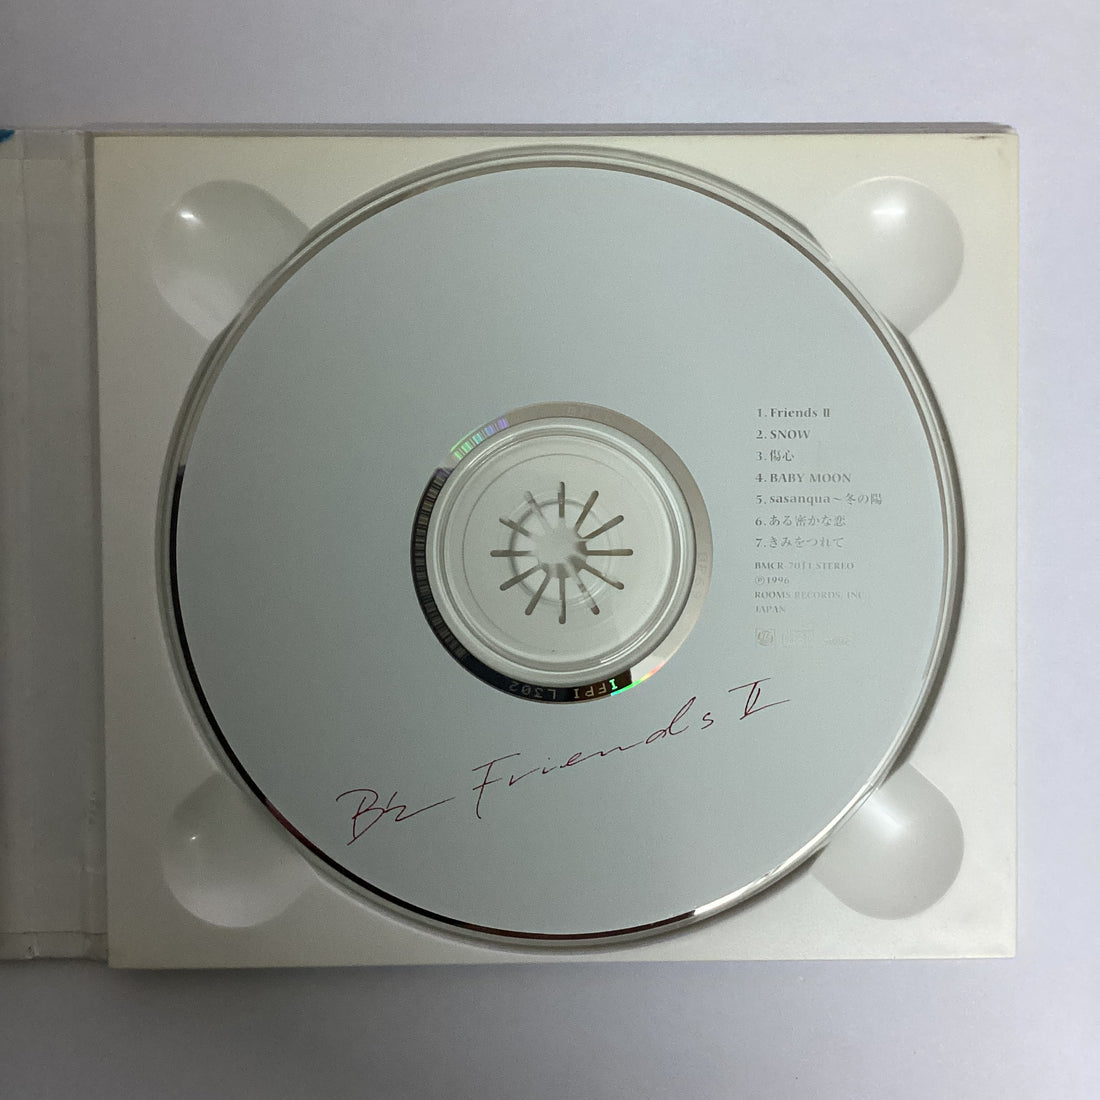 1. Friends II
2. SNOW
3. 傷心
4. BABY MOON
5. sasanqua～冬の陽
6. ある密かな恋
7. きみをつれて
BMCR-7011 STEREO
Ⓟ1996
ROOMS RECORDS, INC.
JAPAN
IFPI L302
B'z Friends II